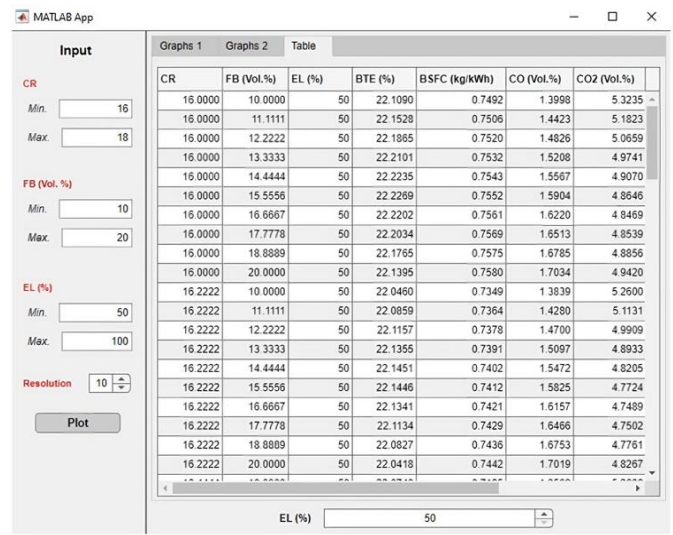 MATLAB App
Input
CR
Min. 16
Max. 18
FB (Vol. %)
Min. 10
Max. 20
EL (%)
Min. 50
Max. 100
Resolution 10
Plot
Graphs 1 Graphs 2 Table
CR FB (Vol.%) EL (%) BTE (%) BSFC (kg/kWh) CO (Vol.%) CO2 (Vol.%)
16.0000 10.0000 50 22.1090 0.7492 1.3998 5.3235
16.0000 11.1111 50 22.1528 0.7506 1.4423 5.1823
16.0000 12.2222 50 22.1865 0.7520 1.4826 5.0659
16.0000 13.3333 50 22.2101 0.7532 1.5208 4.9741
16.0000 14.4444 50 22.2235 0.7543 1.5567 4.9070
16.0000 15.5556 50 22.2269 0.7552 1.5904 4.8646
16.0000 16.6667 50 22.2202 0.7561 1.6220 4.8469
16.0000 17.7778 50 22.2034 0.7569 1.6513 4.8539
16.0000 18.8889 50 22.1765 0.7575 1.6785 4.8856
16.0000 20.0000 50 22.1395 0.7580 1.7034 4.9420
16.2222 10.0000 50 22.0460 0.7349 1.3839 5.2600
16.2222 11.1111 50 22.0859 0.7364 1.4280 5.1131
16.2222 12.2222 50 22.1157 0.7378 1.4700 4.9909
16.2222 13.3333 50 22.1355 0.7391 1.5097 4.8933
16.2222 14.4444 50 22.1451 0.7402 1.5472 4.8205
16.2222 15.5556 50 22.1446 0.7412 1.5825 4.7724
16.2222 16.6667 50 22.1341 0.7421 1.6157 4.7489
16.2222 17.7778 50 22.1134 0.7429 1.6466 4.7502
16.2222 18.8889 50 22.0827 0.7436 1.6753 4.7761
16.2222 20.0000 50 22.0418 0.7442 1.7019 4.8267
EL (%) 50